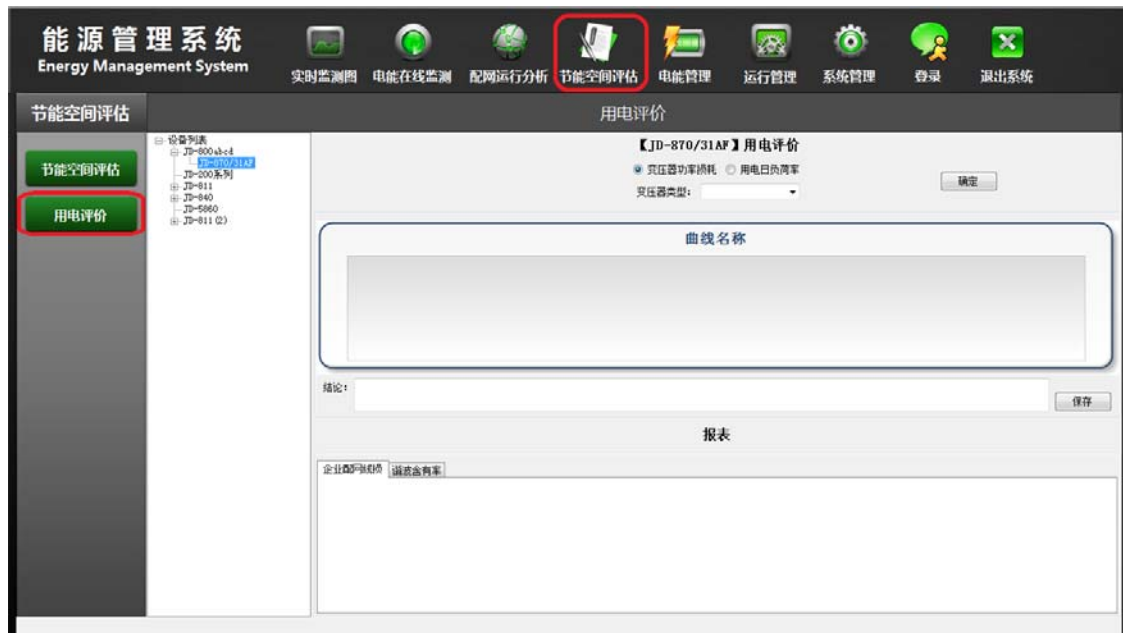 能源管理系统
Energy Management System
实时监测图 电能在线监测 配网运行分析 节能空间评估 电能管理 运行管理 系统管理 登录 退出系统
节能空间评估
用电评价
节能空间评估
用电评价
设备列表
JD-800abcd
JD-870/31AF
JD-200系列
JD-811
JD-840
JD-5860
JD-811(2)
【JD-870/31AF】用电评价
变压器功率损耗 用电日负荷率
变压器类型:
确定
曲线名称
结论:
保存
报表
企业配网线损 谐波含有率